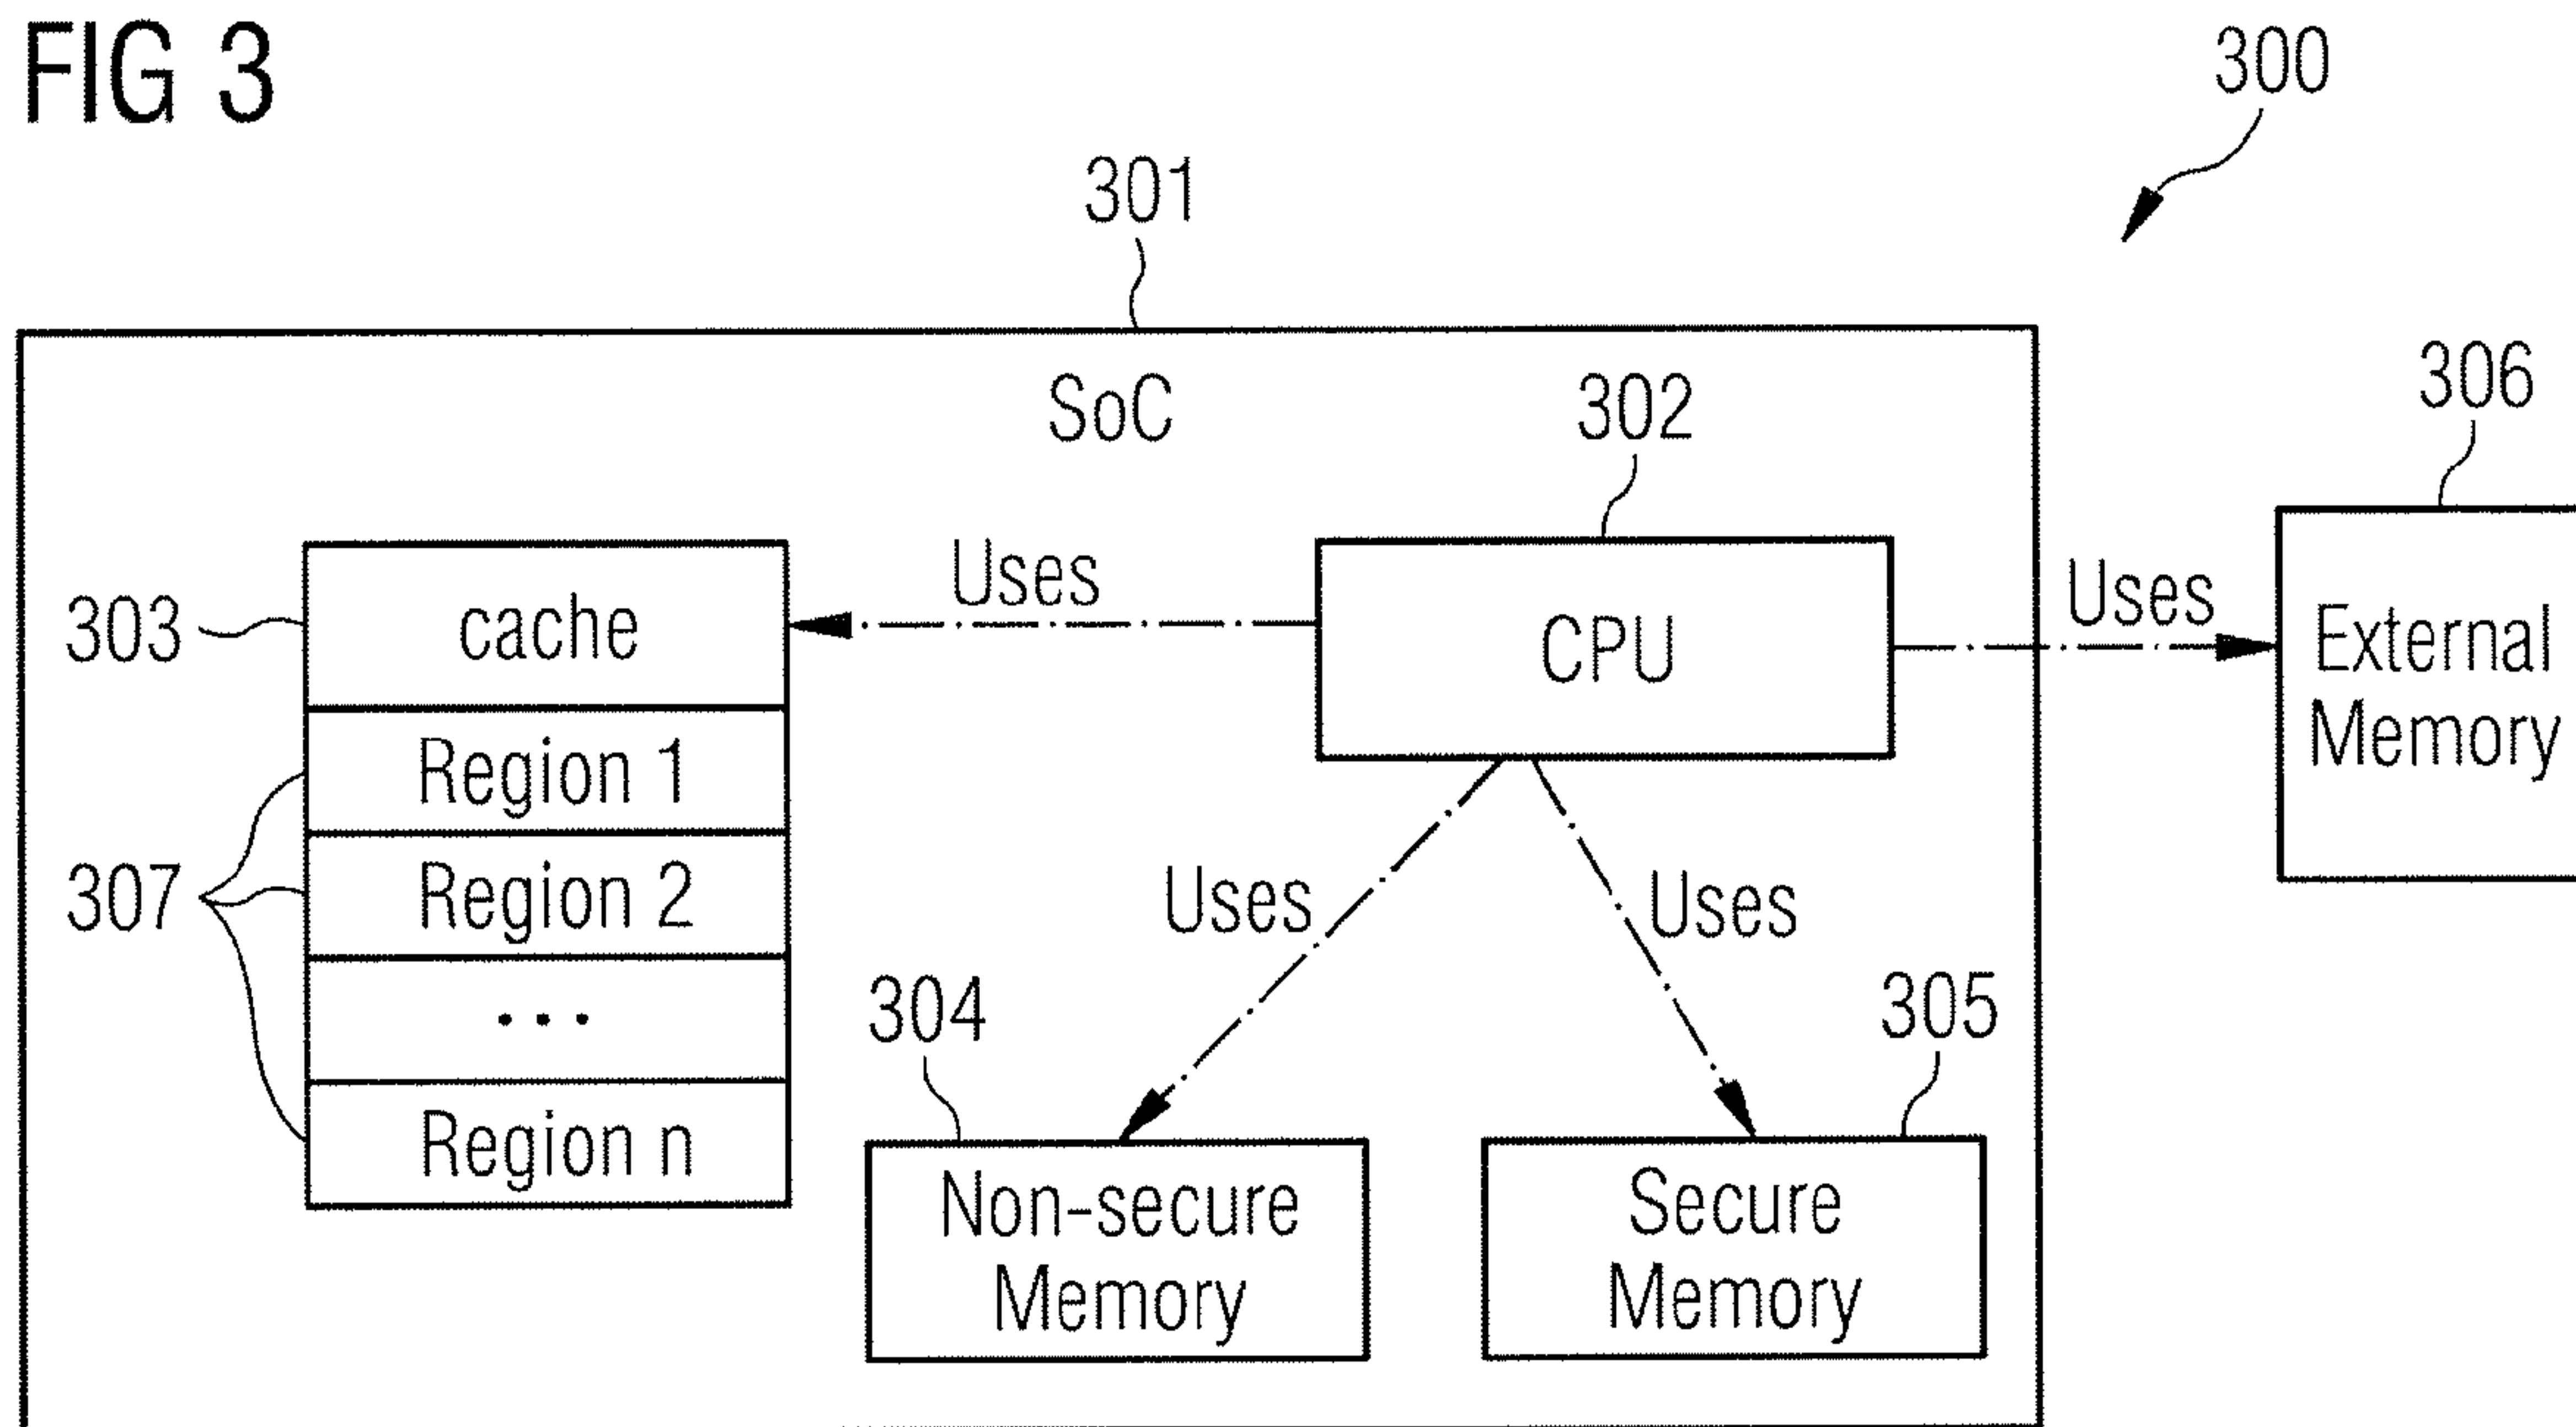 FIG 3
300
301
SoC
302
306
303
cache
Uses
CPU
Uses
External
Memory
Region 1
307
Region 2
Uses
Uses
...
304
305
Region n
Non-secure
Memory
Secure
Memory